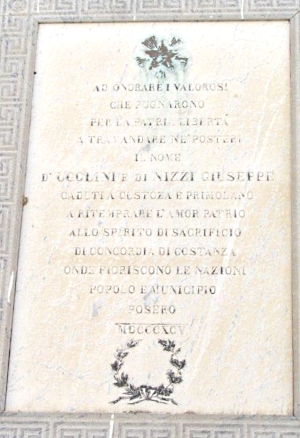 AD ONORARE I VALOROSI
CHE PUGNARONO
PER LA PATRIA LIBERTÀ
A TRAMANDARE NE' POSTERI
IL NOME
D' UGOLINI E DI NIZZI GIUSEPPE
CADUTI A CUSTOZA E PRIMOLANO
A RITEMPRARE L'AMOR PATRIO
ALLO SPIRITO DI SACRIFICIO
DI CONCORDIA DI COSTANZA
ONDE FIORISCONO LE NAZIONI
POPOLO E MUNICIPIO
POSERO
MDCCCXCV